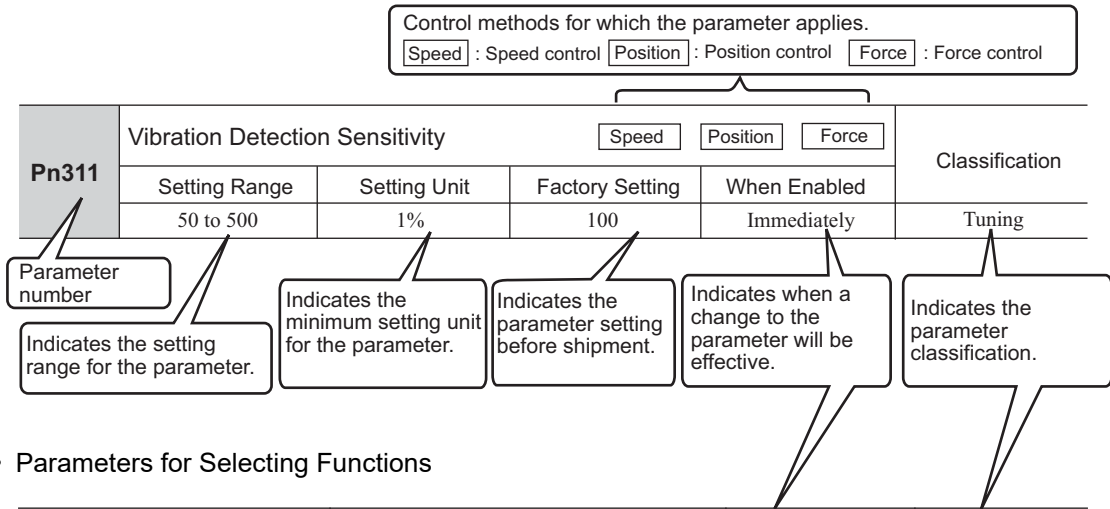 Control methods for which the parameter applies.
Speed : Speed control Position : Position control Force : Force control
Pn311
Vibration Detection Sensitivity Speed Position Force
Classification
Setting Range Setting Unit Factory Setting When Enabled
50 to 500 1% 100 Immediately Tuning
Parameter
number
Indicates the setting
range for the parameter.
Indicates the
minimum setting unit
for the parameter.
Indicates the
parameter setting
before shipment.
Indicates when a
change to the
parameter will be
effective.
Indicates the
parameter
classification.
• Parameters for Selecting Functions